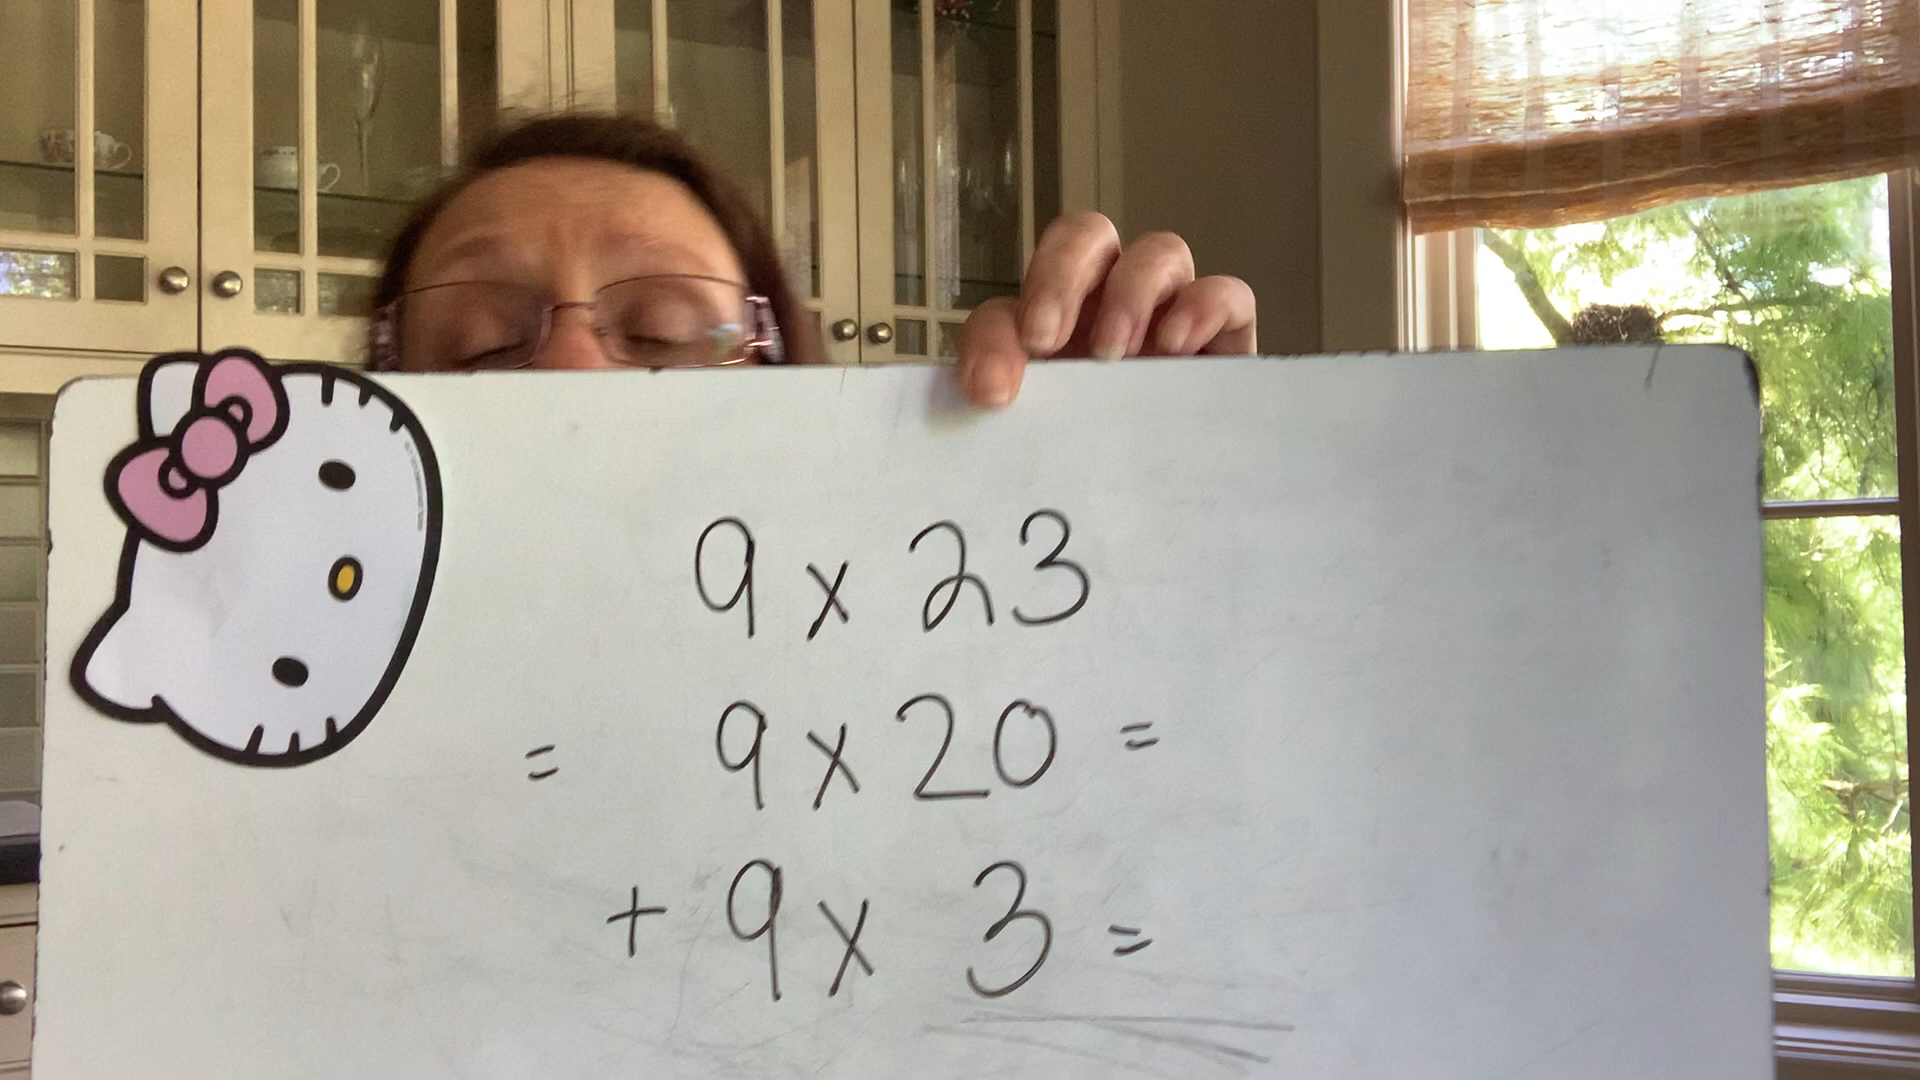 9 x 23
= 9 x 20 =
+ 9 x 3 =